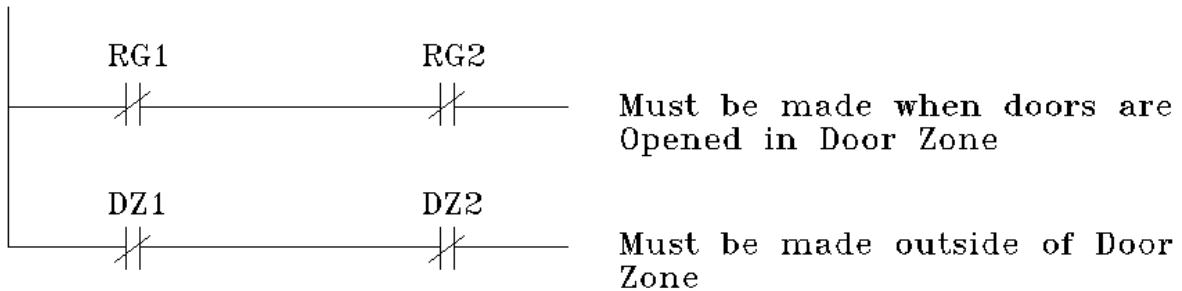 RG1 RG2
Must be made when doors are
Opened in Door Zone
DZ1 DZ2
Must be made outside of Door
Zone